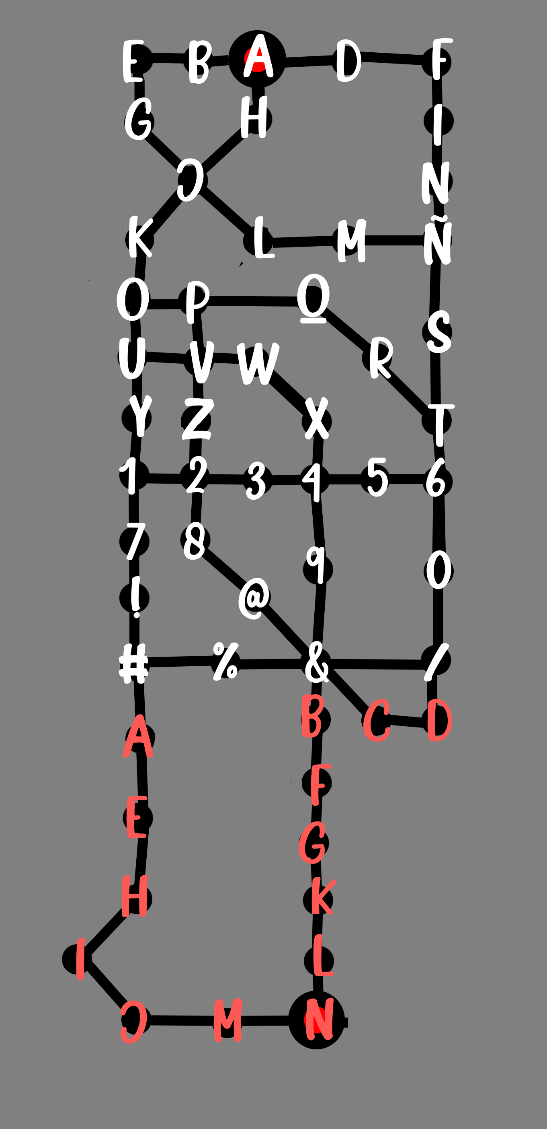 E B A D F
G H I
Ɔ N
K L M Ñ
O P O S
U V W R
Y Z X T
1 2 3 4 5 6
7 8 9 0
! @
# % & /
A B C D
E F
H G
I K
L
Ɔ M N